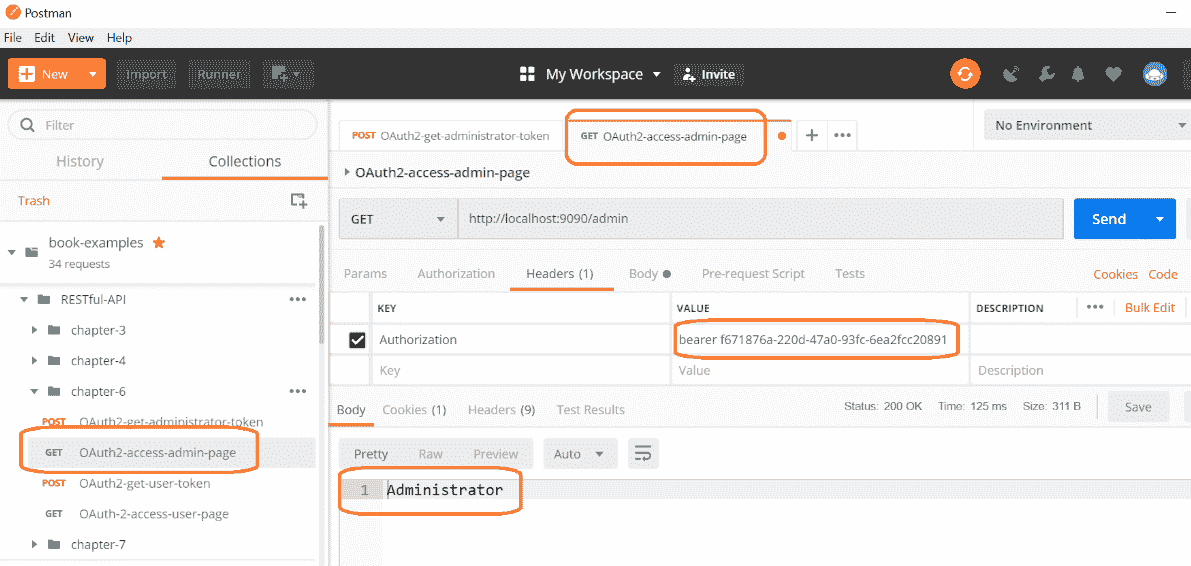 Postman
File Edit View Help
New Import Runner My Workspace Invite
Filter
History Collections
Trash
book-examples
34 requests
RESTful-API
chapter-3
chapter-4
chapter-6
POST OAuth2-get-administrator-token
GET OAuth2-access-admin-page
POST OAuth2-get-user-token
GET OAuth-2-access-user-page
chapter-7
POST OAuth2-get-administrator-token GET OAuth2-access-admin-page No Environment
OAuth2-access-admin-page
GET http://localhost:9090/admin Send
Params Authorization Headers (1) Body Pre-request Script Tests Cookies Code
KEY VALUE DESCRIPTION Bulk Edit
Authorization bearer f671876a-220d-47a0-93fc-6ea2fcc20891
Key Value Description
Body Cookies (1) Headers (9) Test Results Status: 200 OK Time: 125 ms Size: 311 B Save
Pretty Raw Preview Auto
1 Administrator